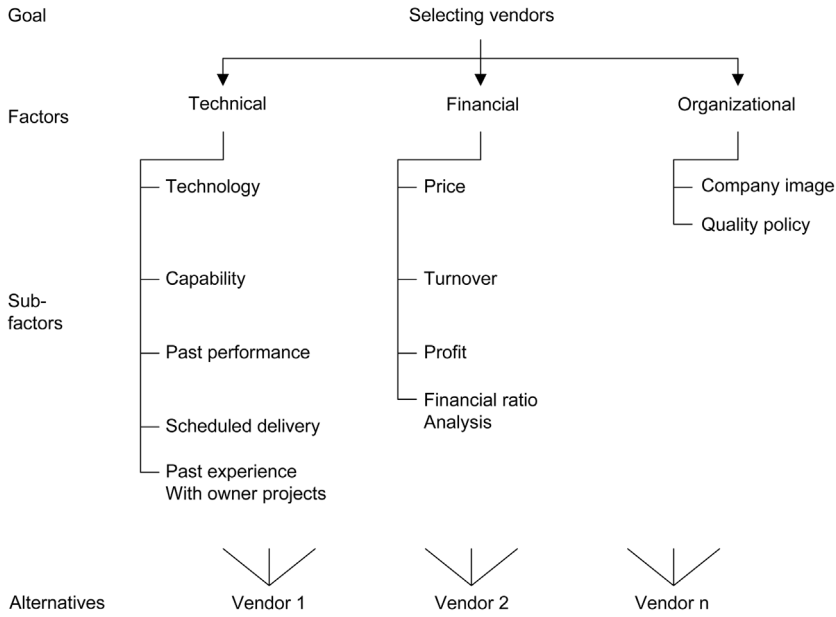 Goal
Selecting vendors
Factors
Technical
Financial
Organizational
Sub-
factors
Technology
Capability
Past performance
Scheduled delivery
Past experience
With owner projects
Price
Turnover
Profit
Financial ratio
Analysis
Company image
Quality policy
Alternatives
Vendor 1
Vendor 2
Vendor n